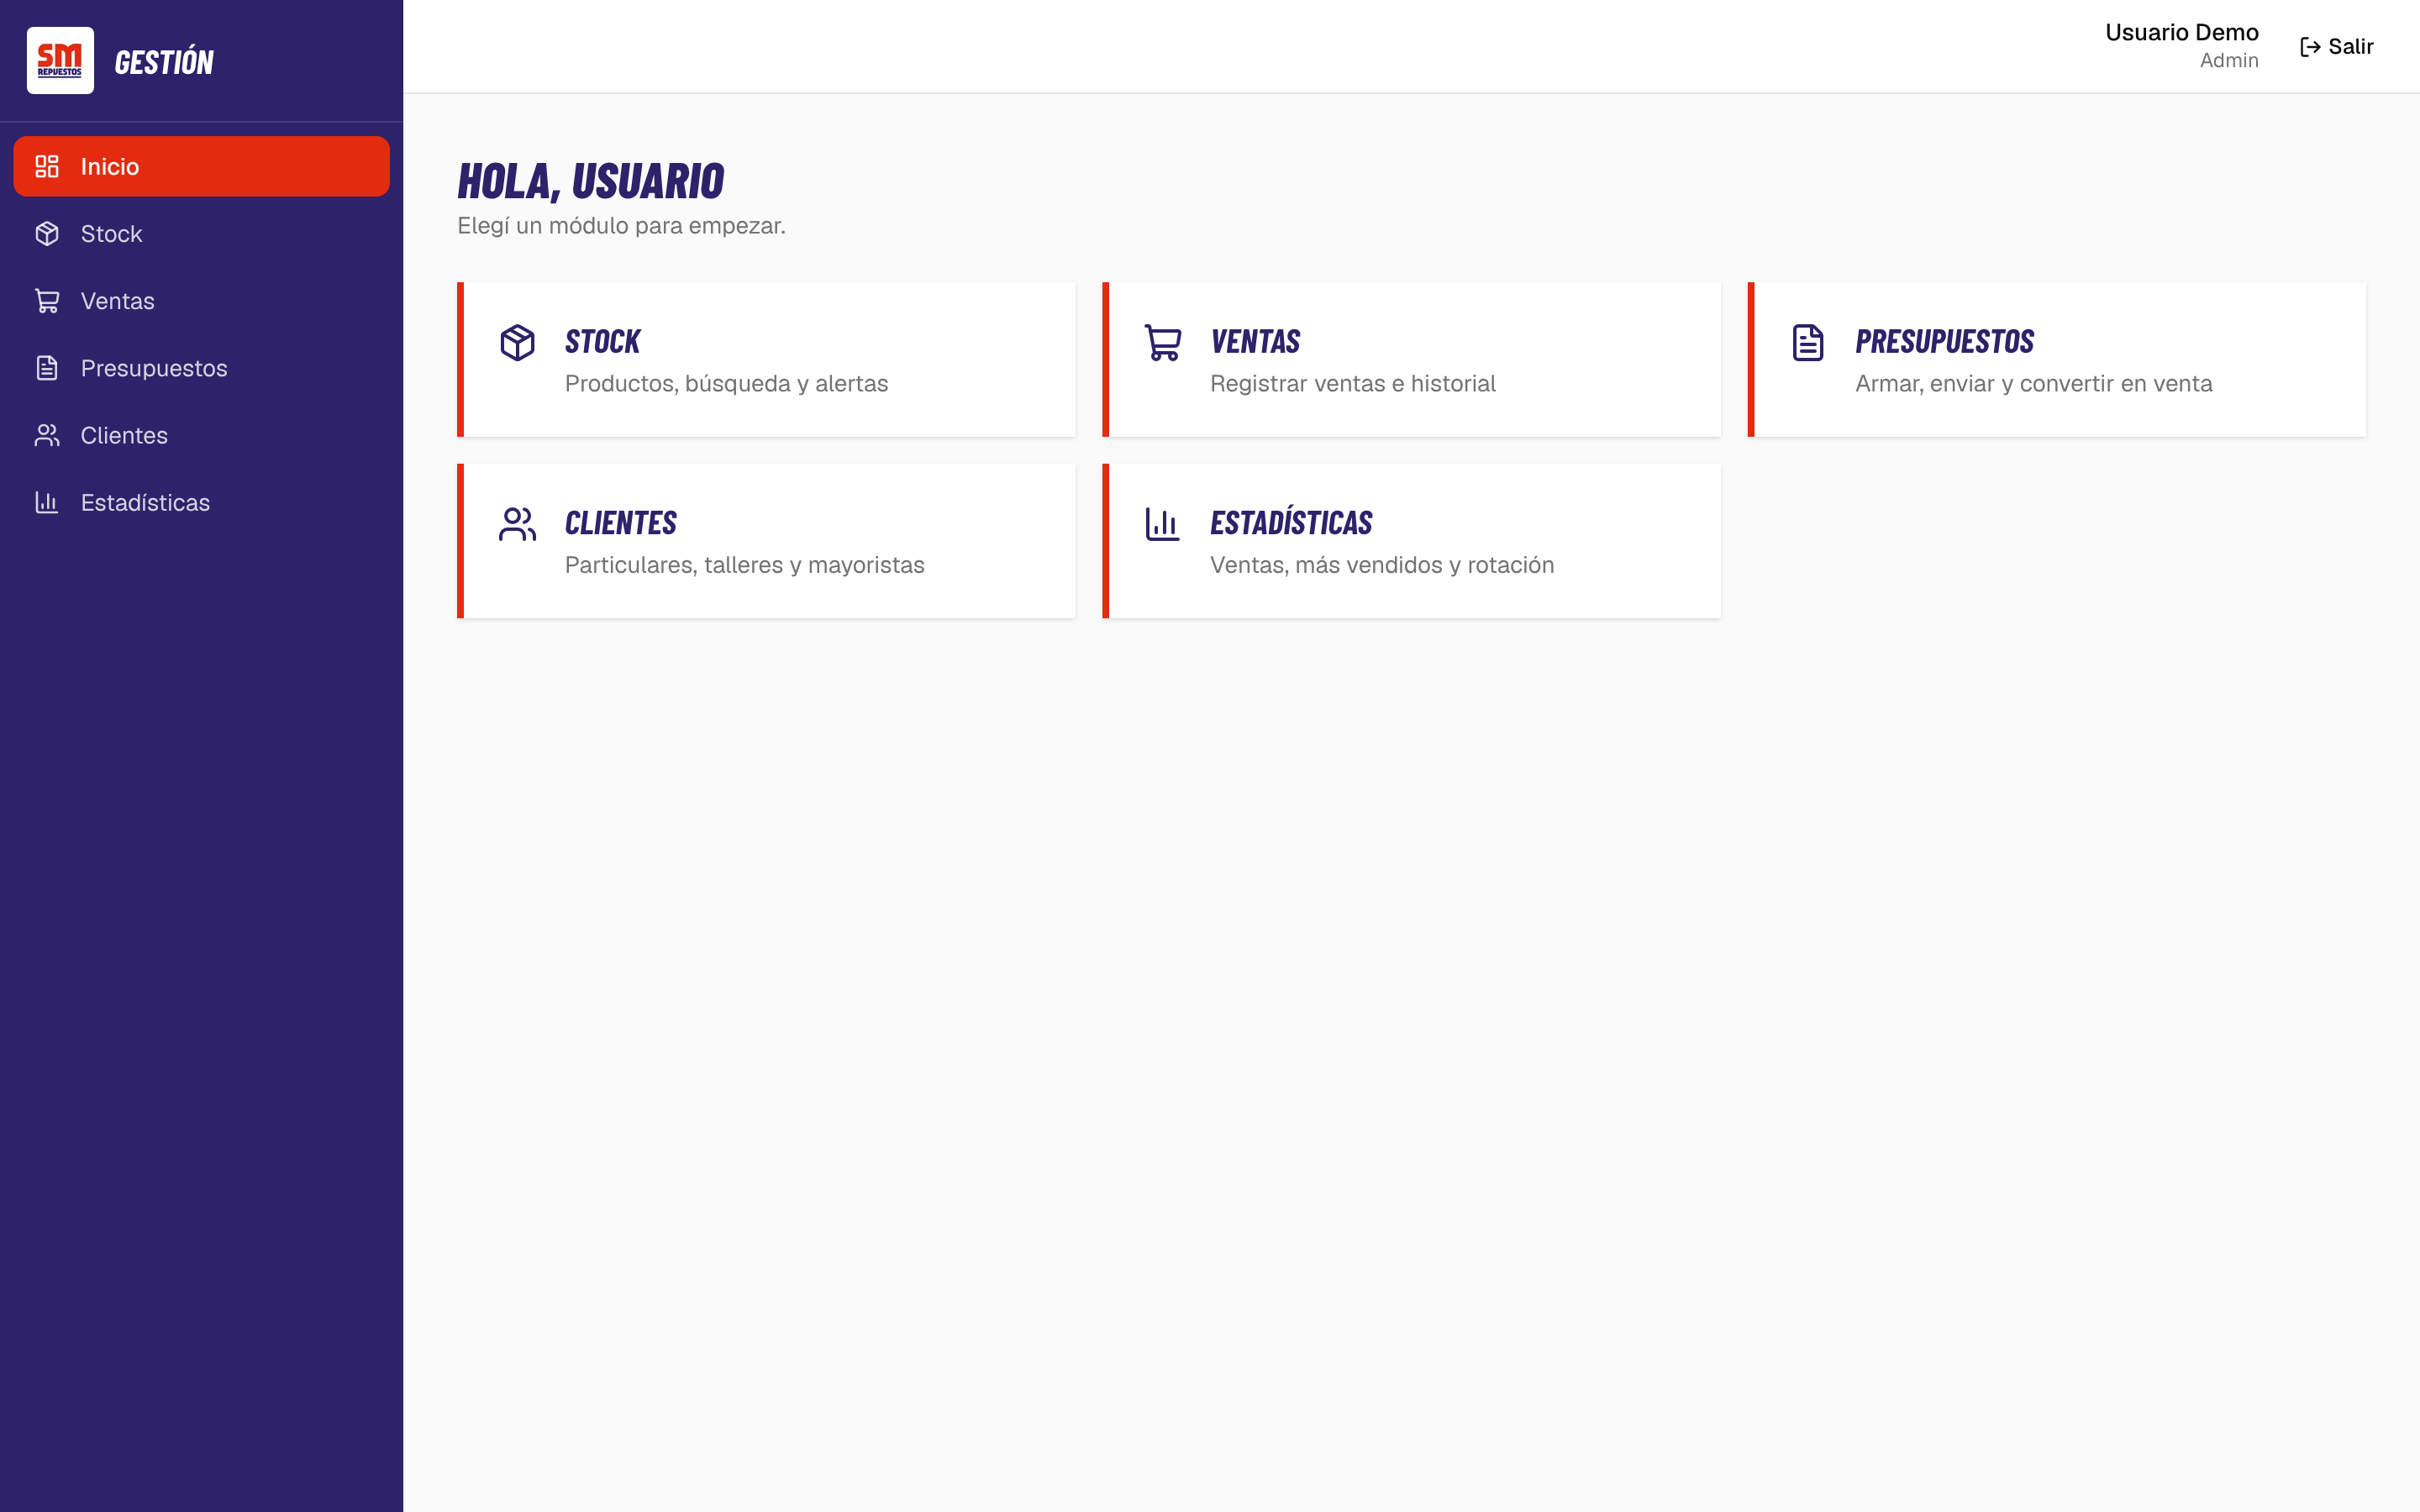 SM
REPUESTOS
GESTIÓN
Inicio
Stock
Ventas
Presupuestos
Clientes
Estadísticas
Usuario Demo
Admin
Salir
HOLA, USUARIO
Elegí un módulo para empezar.
STOCK
Productos, búsqueda y alertas
VENTAS
Registrar ventas e historial
PRESUPUESTOS
Armar, enviar y convertir en venta
CLIENTES
Particulares, talleres y mayoristas
ESTADÍSTICAS
Ventas, más vendidos y rotación